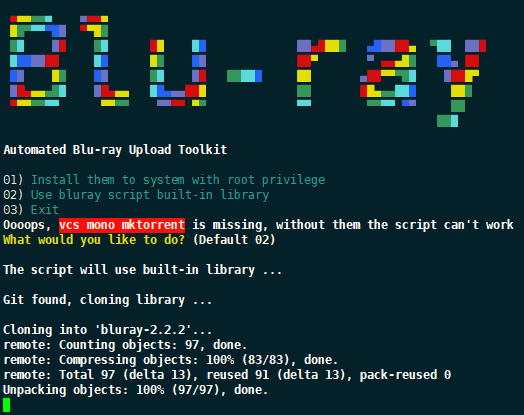 blu-ray
Automated Blu-ray Upload Toolkit
01) Install them to system with root privilege
02) Use bluray script built-in library
03) Exit
Oooops, vcs mono mktorrent is missing, without them the script can't work
What would you like to do? (Default 02)
The script will use built-in library ...
Git found, cloning library ...
Cloning into 'bluray-2.2.2'...
remote: Counting objects: 97, done.
remote: Compressing objects: 100% (83/83), done.
remote: Total 97 (delta 13), reused 91 (delta 13), pack-reused 0
Unpacking objects: 100% (97/97), done.